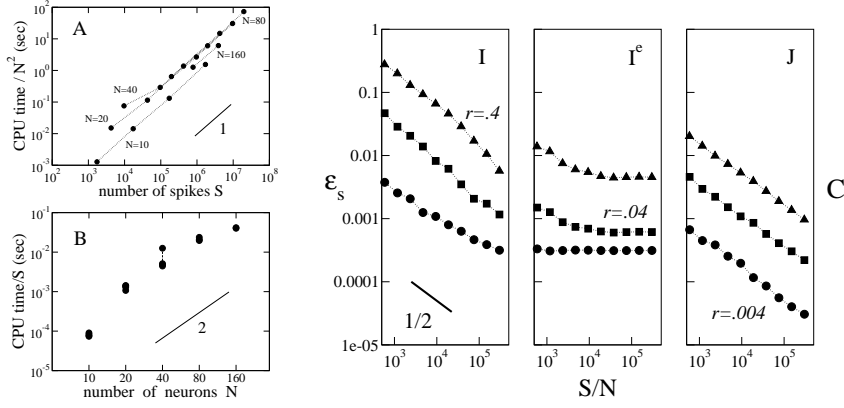 A
CPU time / N² (sec)
10²
10¹
10⁰
10⁻¹
10⁻²
10⁻³
N=80
N=160
N=40
N=20
N=10
1
10² 10³ 10⁴ 10⁵ 10⁶ 10⁷ 10⁸
number of spikes S
B
CPU time/S (sec)
10⁻¹
10⁻²
10⁻³
10⁻⁴
10⁻⁵
2
10 20 40 80 160
number of neurons N
I
Iᵉ
J
C
εₛ
1
0.1
0.01
0.001
0.0001
1e-05
r=.4
r=.04
r=.004
1/2
10³ 10⁴ 10⁵
10³ 10⁴ 10⁵
10³ 10⁴ 10⁵
S/N